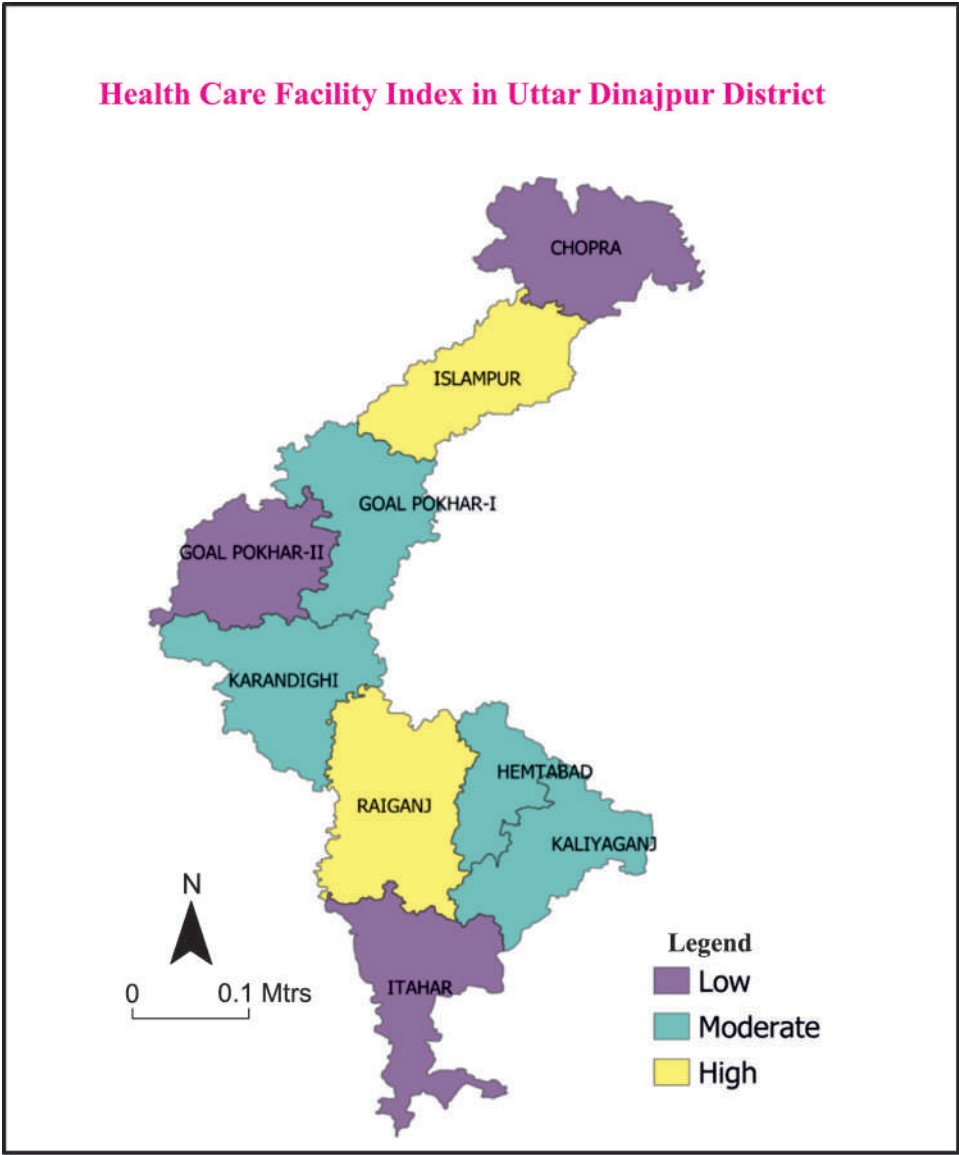 Health Care Facility Index in Uttar Dinajpur District
CHOPRA
ISLAMPUR
GOAL POKHAR-I
GOAL POKHAR-II
KARANDIGHI
HEMTABAD
RAIGANJ
KALIYAGANJ
N
ITAHAR
0 0.1 Mtrs
Legend
Low
Moderate
High